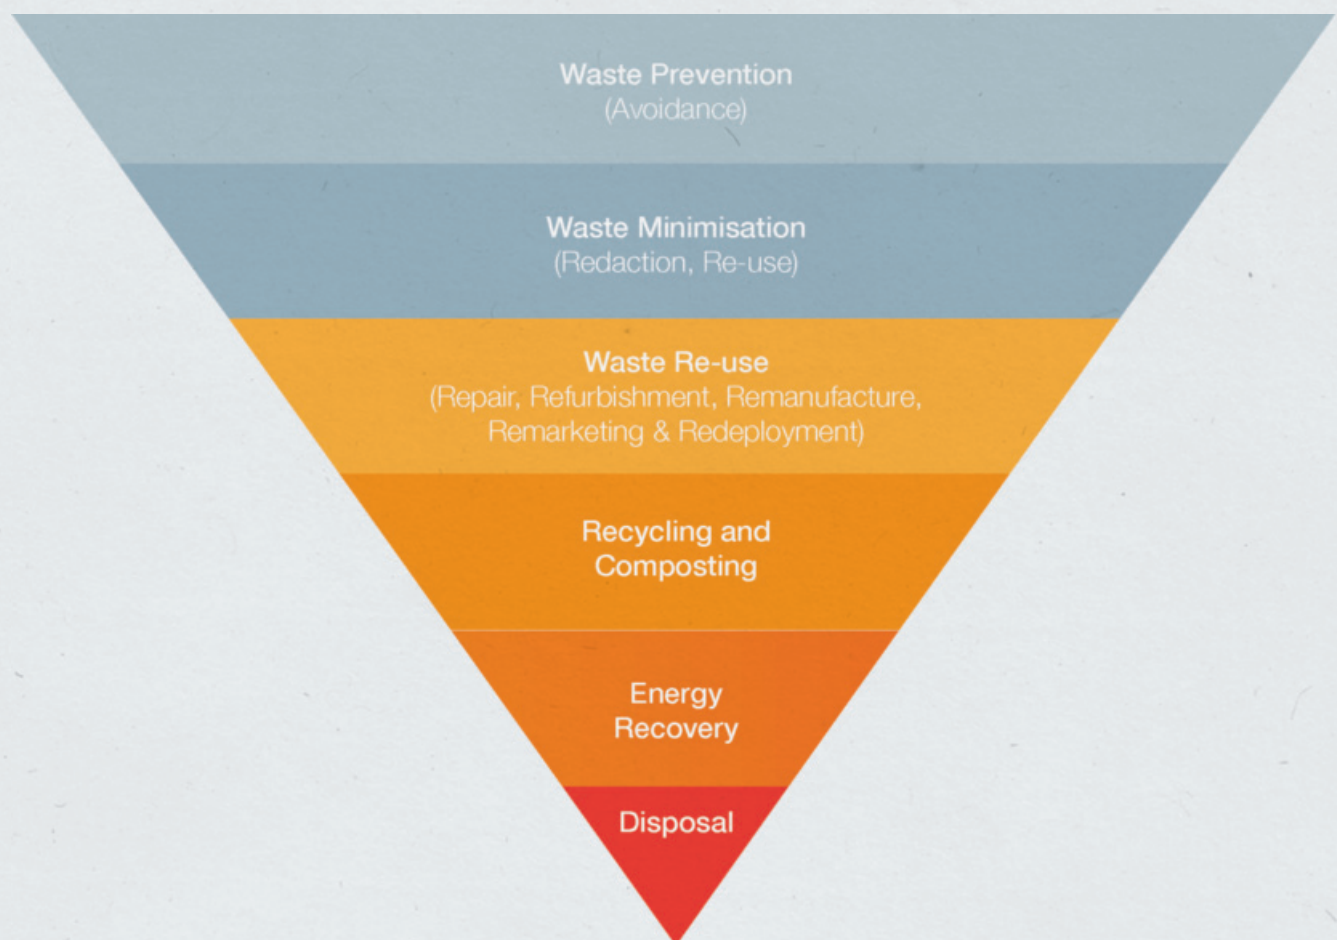 Waste Prevention
(Avoidance)
Waste Minimisation
(Redaction, Re-use)
Waste Re-use
(Repair, Refurbishment, Remanufacture,
Remarketing & Redeployment)
Recycling and
Composting
Energy
Recovery
Disposal